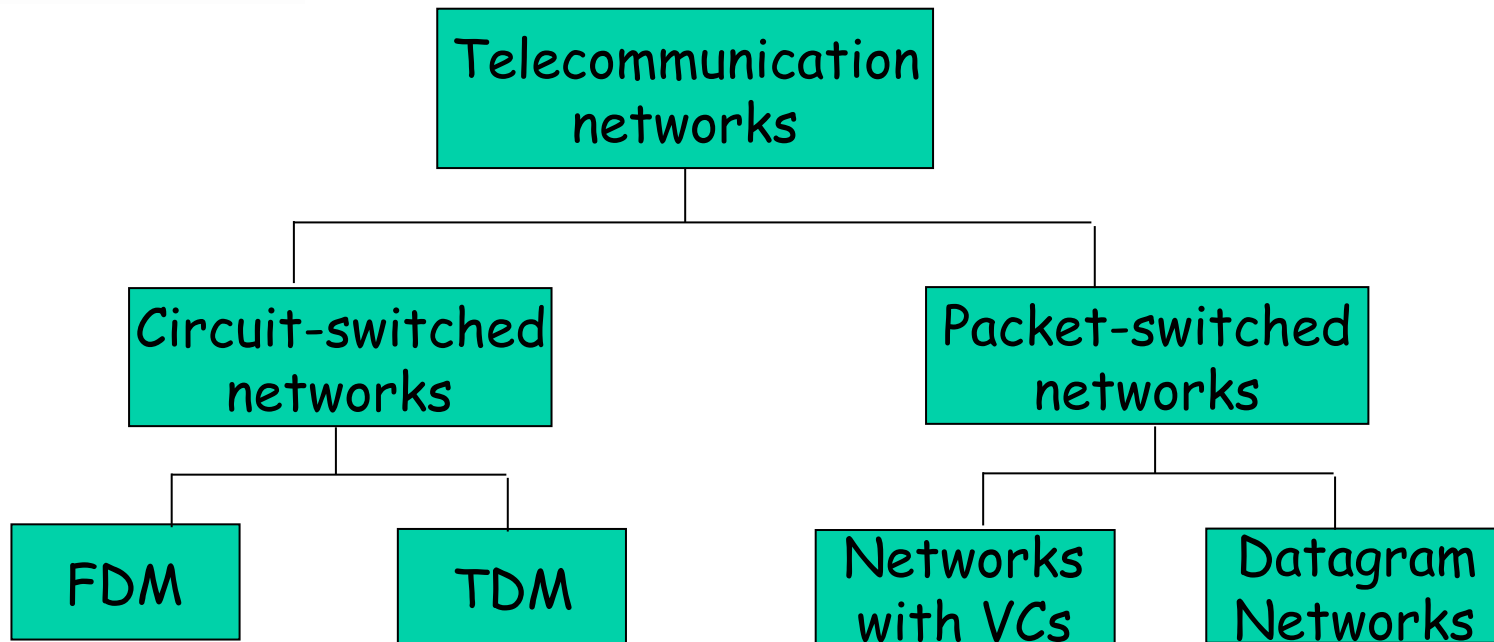 Telecommunication
networks
Circuit-switched
networks
Packet-switched
networks
FDM
TDM
Networks
with VCs
Datagram
Networks